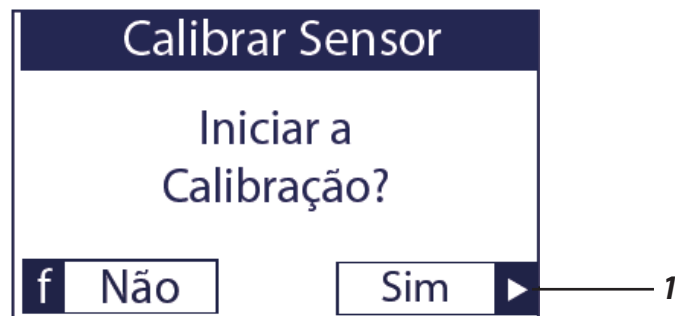 Calibrar Sensor
Iniciar a
Calibração?
f Não Sim ▶ 1